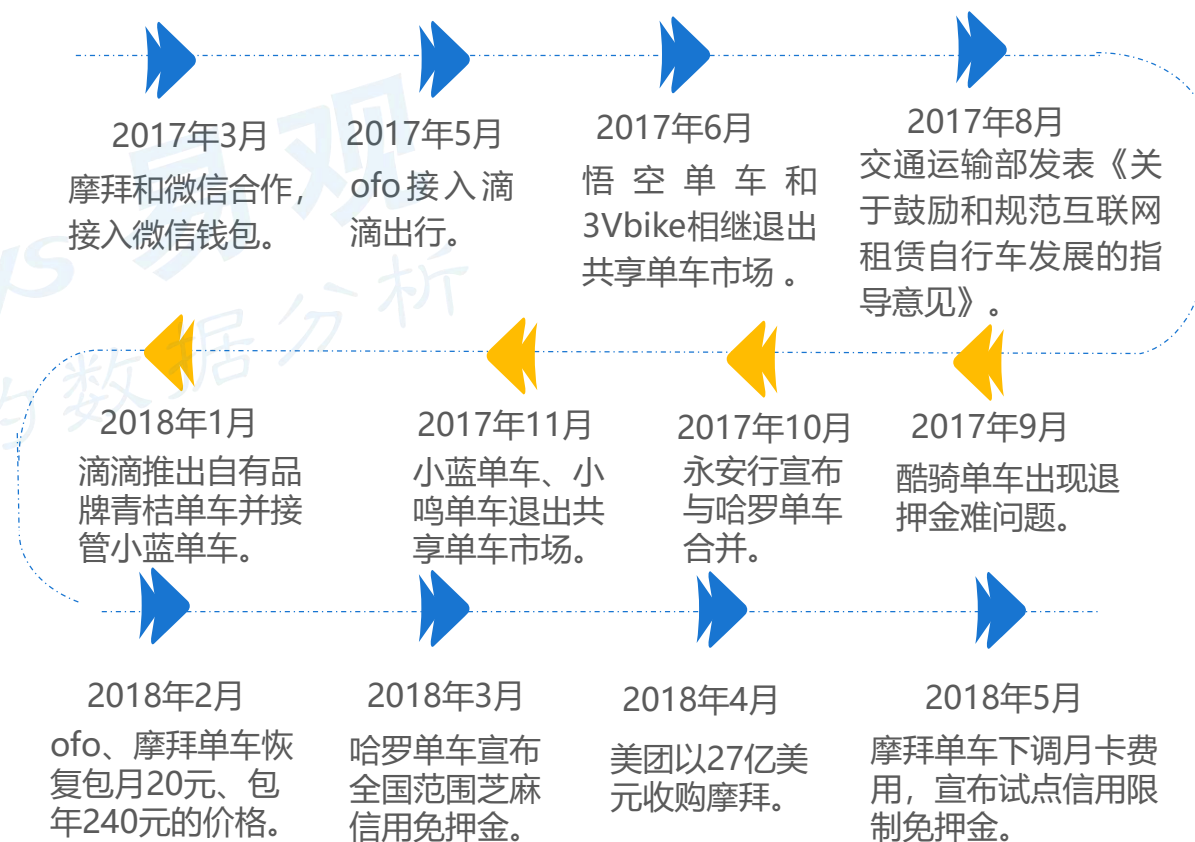 2017年3月
摩拜和微信合作，
接入微信钱包。
2017年5月
ofo接入滴
滴出行。
2017年6月
悟空单车和
3Vbike相继退出
共享单车市场 。
2017年8月
交通运输部发表《关
于鼓励和规范互联网
租赁自行车发展的指
导意见》。
2017年9月
酷骑单车出现退
押金难问题。
2017年10月
永安行宣布
与哈罗单车
合并。
2017年11月
小蓝单车、小
鸣单车退出共
享单车市场。
2018年1月
滴滴推出自有品
牌青桔单车并接
管小蓝单车。
2018年2月
ofo、摩拜单车恢
复包月20元、包
年240元的价格。
2018年3月
哈罗单车宣布
全国范围芝麻
信用免押金。
2018年4月
美团以27亿美
元收购摩拜。
2018年5月
摩拜单车下调月卡费
用，宣布试点信用限
制免押金。
ys 易观
的数据分析